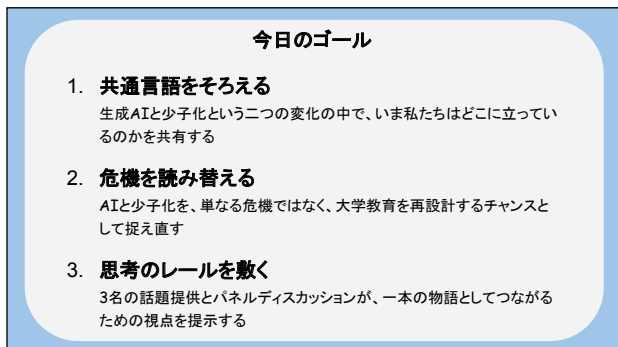 今日のゴール
1. 共通言語をそろえる
生成AIと少子化という二つの変化の中で、いま私たちはどこに立ってい
るのかを共有する
2. 危機を読み替える
AIと少子化を、単なる危機ではなく、大学教育を再設計するチャンスと
して捉え直す
3. 思考のレールを敷く
3名の話題提供とパネルディスカッションが、一本の物語としてつながる
ための視点を提示する